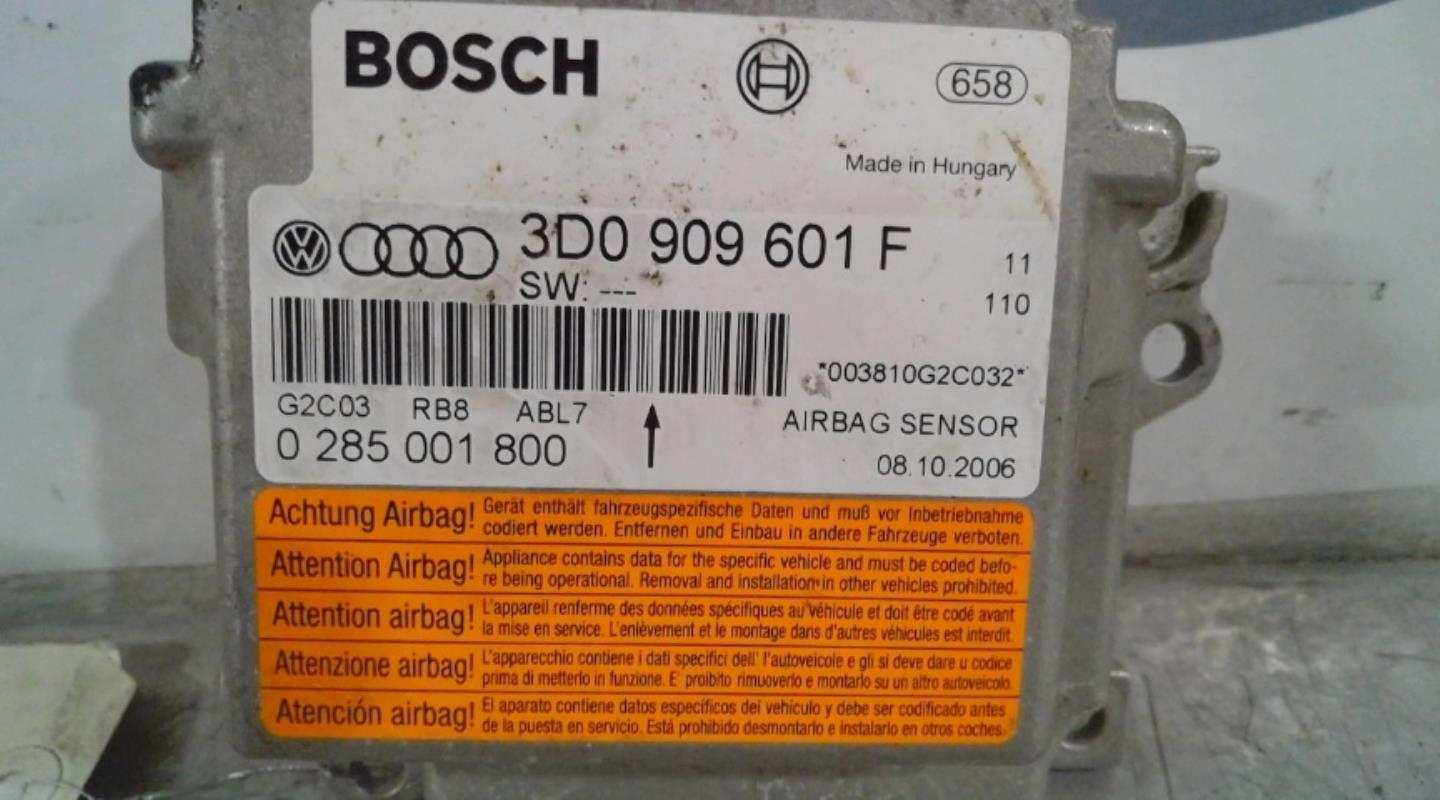 BOSCH
658
Made in Hungary
3D0 909 601 F
11
SW: ---
110
*003810G2C032*
G2C03 RB8 ABL7
AIRBAG SENSOR
0 285 001 800
08.10.2006
Achtung Airbag! Gerät enthält fahrzeugspezifische Daten und muß vor Inbetriebnahme
codiert werden. Entfernen und Einbau in andere Fahrzeuge verboten.
Attention Airbag! Appliance contains data for the specific vehicle and must be coded befo-
re being operational. Removal and installation in other vehicles prohibited.
Attention airbag! L'appareil renferme des données spécifiques au véhicule et doit être codé avant
la mise en service. L'enlèvement et le montage dans d'autres véhicules est interdit.
Attenzione airbag! L'apparecchio contiene i dati specifici dell' l'autoveicole e gli si deve dare u codice
prima di metterlo in funzione. E' proibito rimuoverlo e montarlo su un altro autoveicolo.
Atención airbag! El aparato contiene datos específicos del vehículo y debe ser codificado antes
de la puesta en servicio. Está prohibido desmontarlo e instalarlo en otros coches.